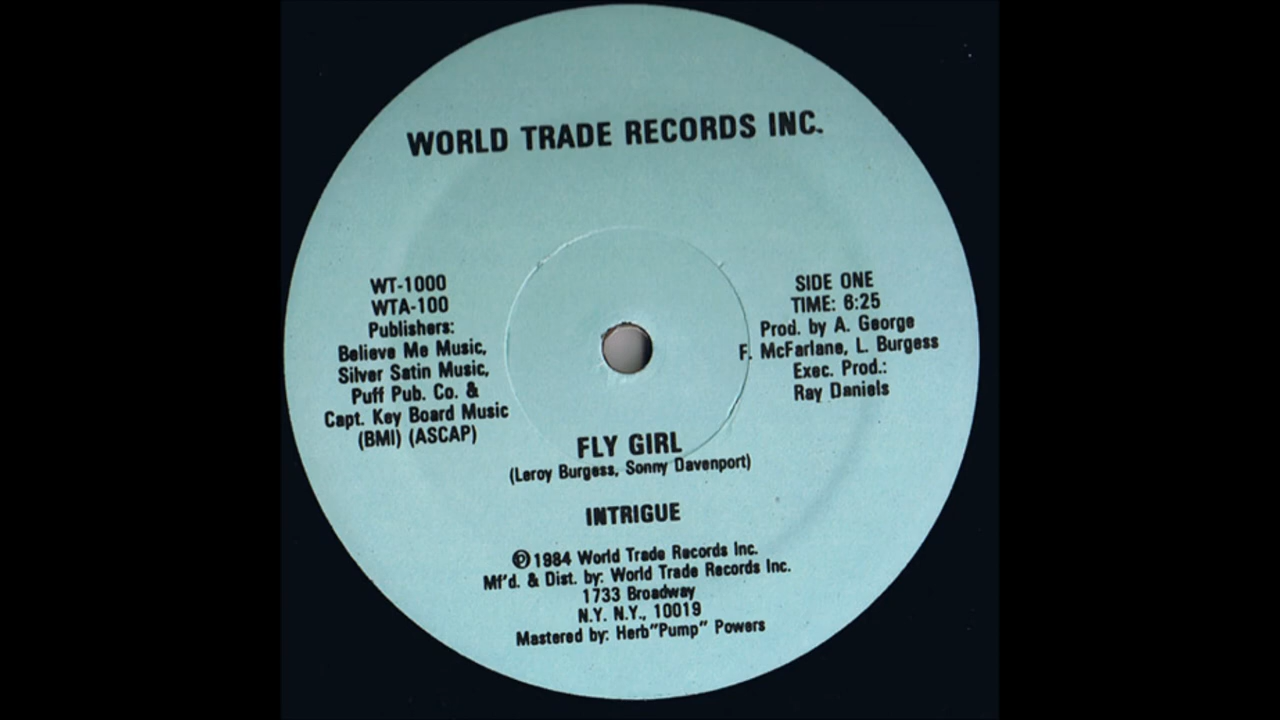 WORLD TRADE RECORDS INC.
WT-1000
WTA-100
Publishers:
Believe Me Music,
Silver Satin Music,
Puff Pub. Co. &
Capt. Key Board Music
(BMI) (ASCAP)
SIDE ONE
TIME: 6:25
Prod. by A. George
F. McFarlane, L. Burgess
Exec. Prod.:
Ray Daniels
FLY GIRL
(Leroy Burgess, Sonny Davenport)
INTRIGUE
℗1984 World Trade Records Inc.
Mf'd. & Dist. by: World Trade Records Inc.
1733 Broadway
N.Y. N.Y., 10019
Mastered by: Herb"Pump" Powers